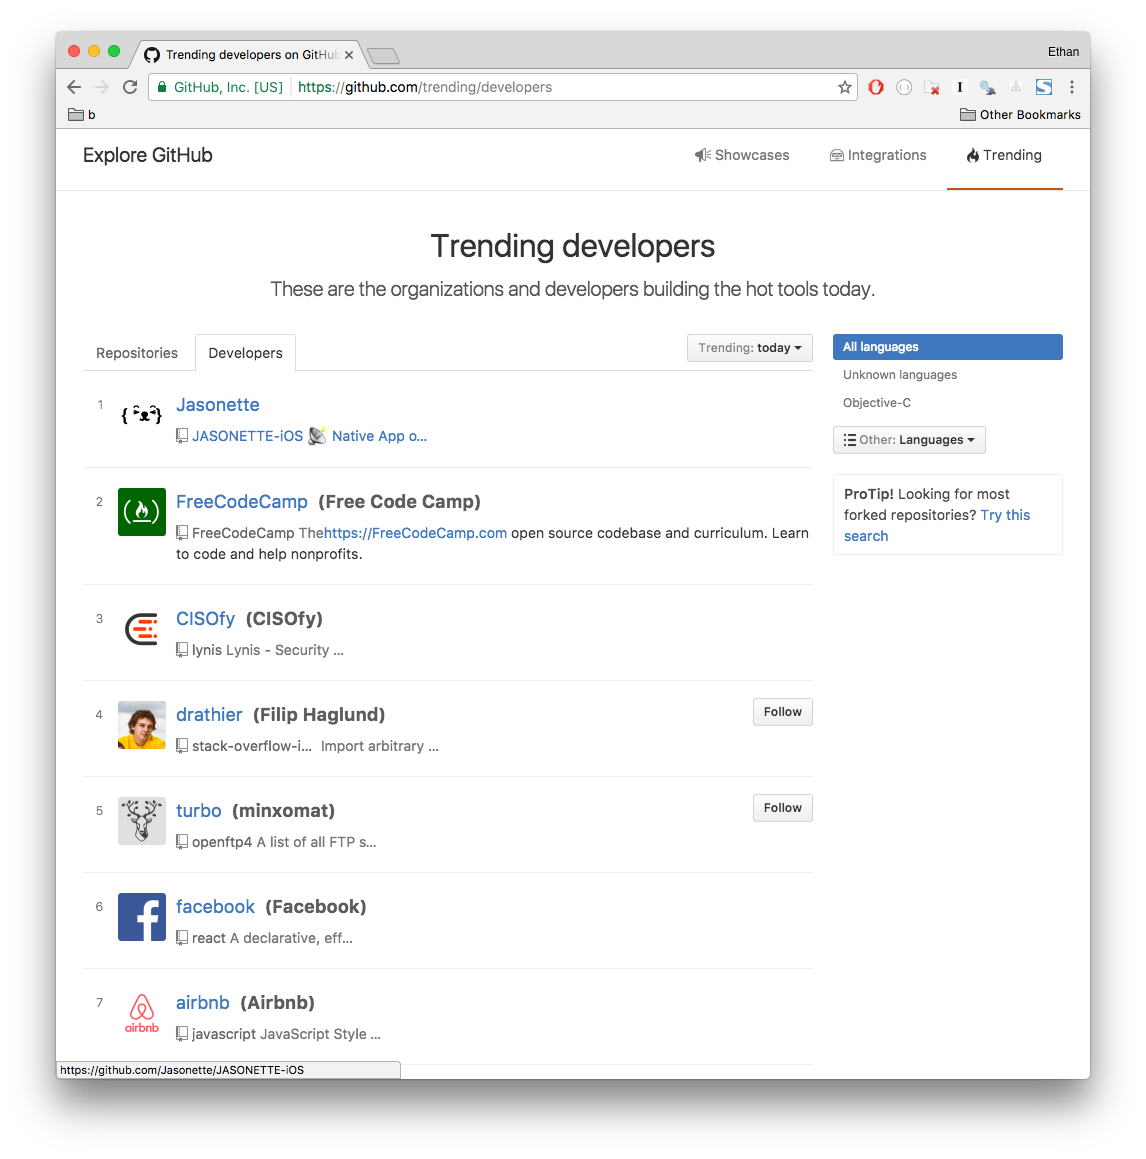 Trending developers on GitHub
Ethan
GitHub, Inc. [US] https://github.com/trending/developers
b
Other Bookmarks
Explore GitHub
Showcases
Integrations
Trending
Trending developers
These are the organizations and developers building the hot tools today.
Repositories
Developers
Trending: today
1
Jasonette
JASONETTE-iOS 📡 Native App o...
2
FreeCodeCamp (Free Code Camp)
FreeCodeCamp Thehttps://FreeCodeCamp.com open source codebase and curriculum. Learn
to code and help nonprofits.
3
CISOfy (CISOfy)
lynis Lynis - Security ...
4
drathier (Filip Haglund)
stack-overflow-i... Import arbitrary ...
Follow
5
turbo (minxomat)
openftp4 A list of all FTP s...
Follow
6
facebook (Facebook)
react A declarative, eff...
7
airbnb
airbnb (Airbnb)
javascript JavaScript Style ...
All languages
Unknown languages
Objective-C
Other: Languages
ProTip! Looking for most
forked repositories? Try this
search
https://github.com/Jasonette/JASONETTE-iOS